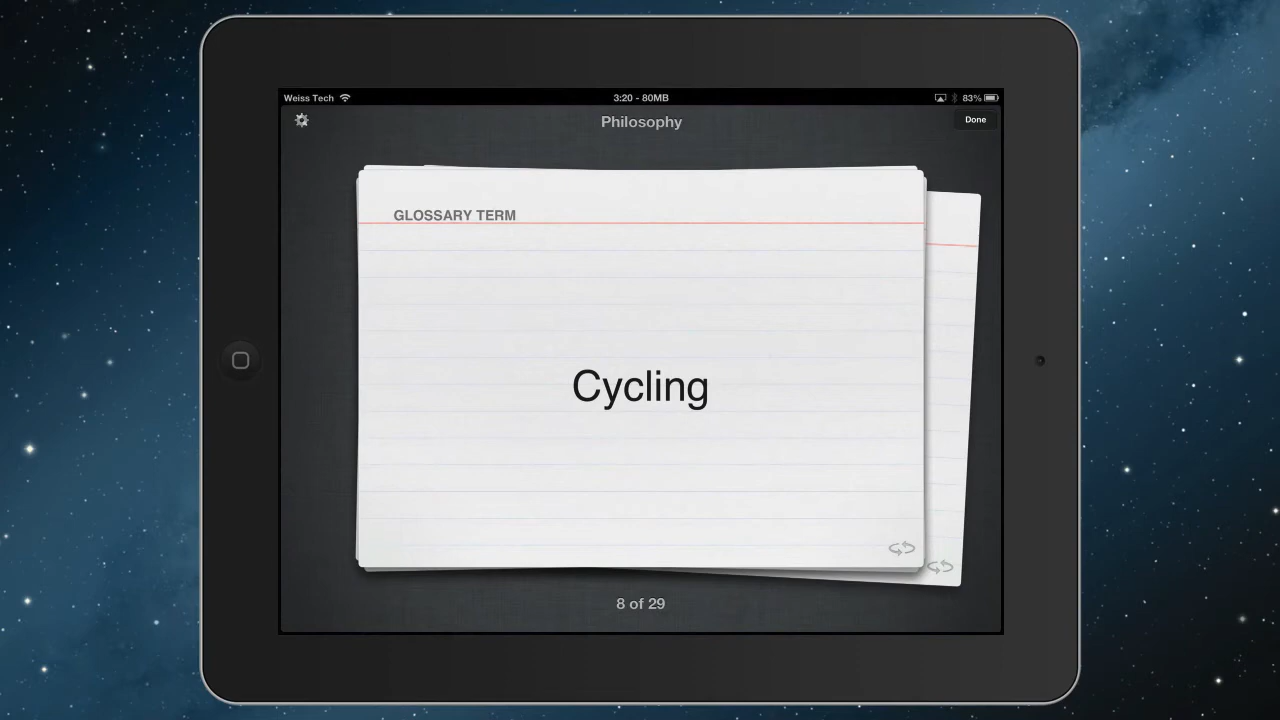 Weiss Tech 3:20 - 80MB 83%
Philosophy Done
GLOSSARY TERM
Cycling
8 of 29